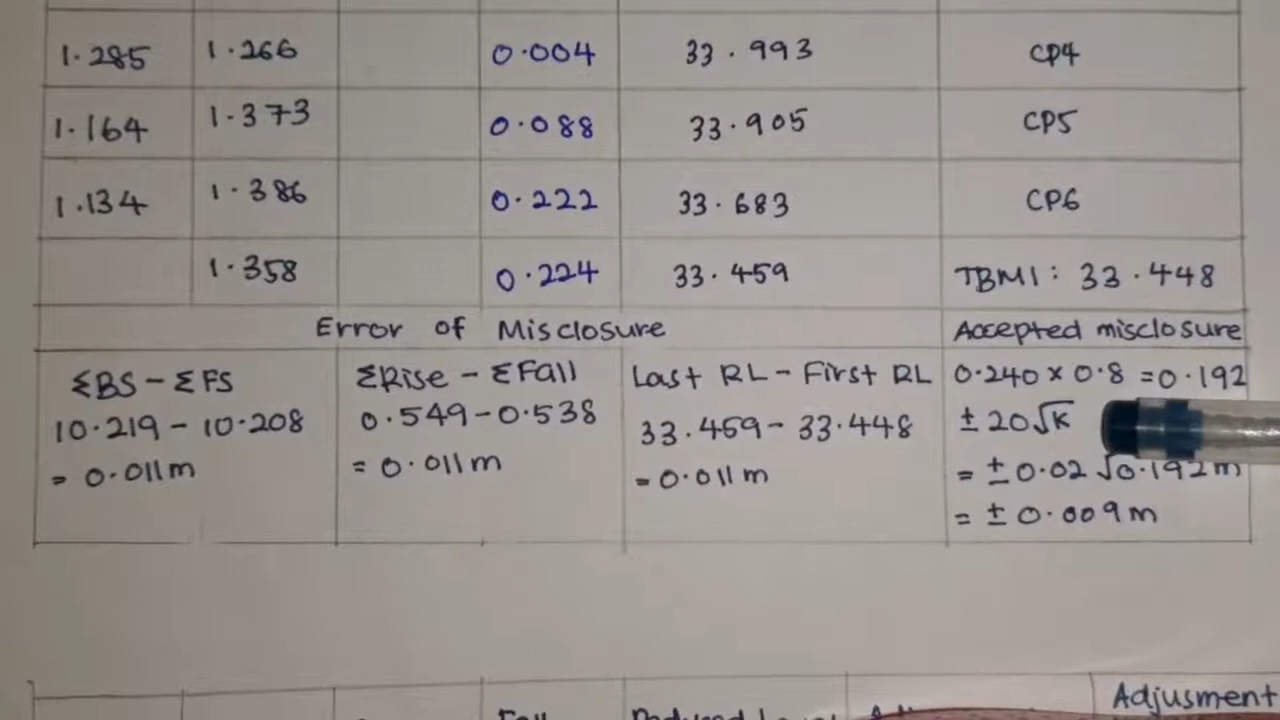 1.285 1.266 0.004 33.993 CP4
1.164 1.373 0.088 33.905 CP5
1.134 1.386 0.222 33.683 CP6
1.358 0.224 33.459 TBM1: 33.448
Error of Misclosure Accepted misclosure
ΣBS - ΣFS ΣRise - ΣFall Last RL - First RL 0.240 x 0.8 = 0.192
10.219 - 10.208 0.549 - 0.538 33.459 - 33.448 ± 20√K
= 0.011m = 0.011m = 0.011m = ± 0.02 √0.192m
= ± 0.009m
Adjusment
Fall